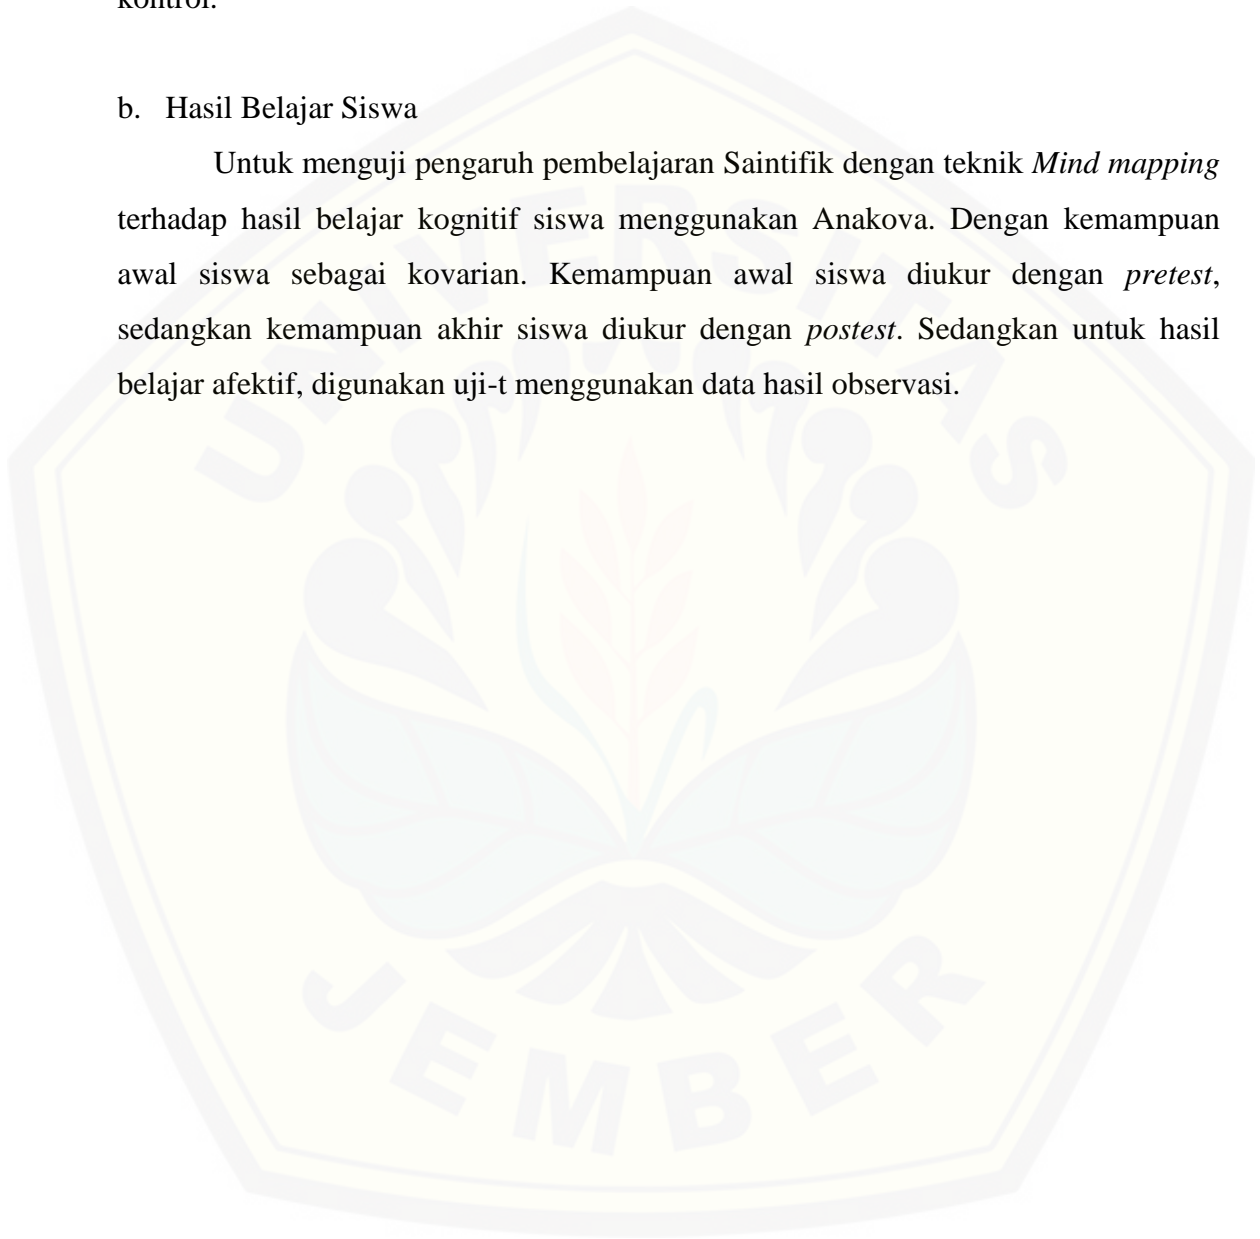 kontrol.
b. Hasil Belajar Siswa
Untuk menguji pengaruh pembelajaran Saintifik dengan teknik Mind mapping
terhadap hasil belajar kognitif siswa menggunakan Anakova. Dengan kemampuan
awal siswa sebagai kovarian. Kemampuan awal siswa diukur dengan pretest,
sedangkan kemampuan akhir siswa diukur dengan postest. Sedangkan untuk hasil
belajar afektif, digunakan uji-t menggunakan data hasil observasi.
UNIVERSITAS
JEMBER